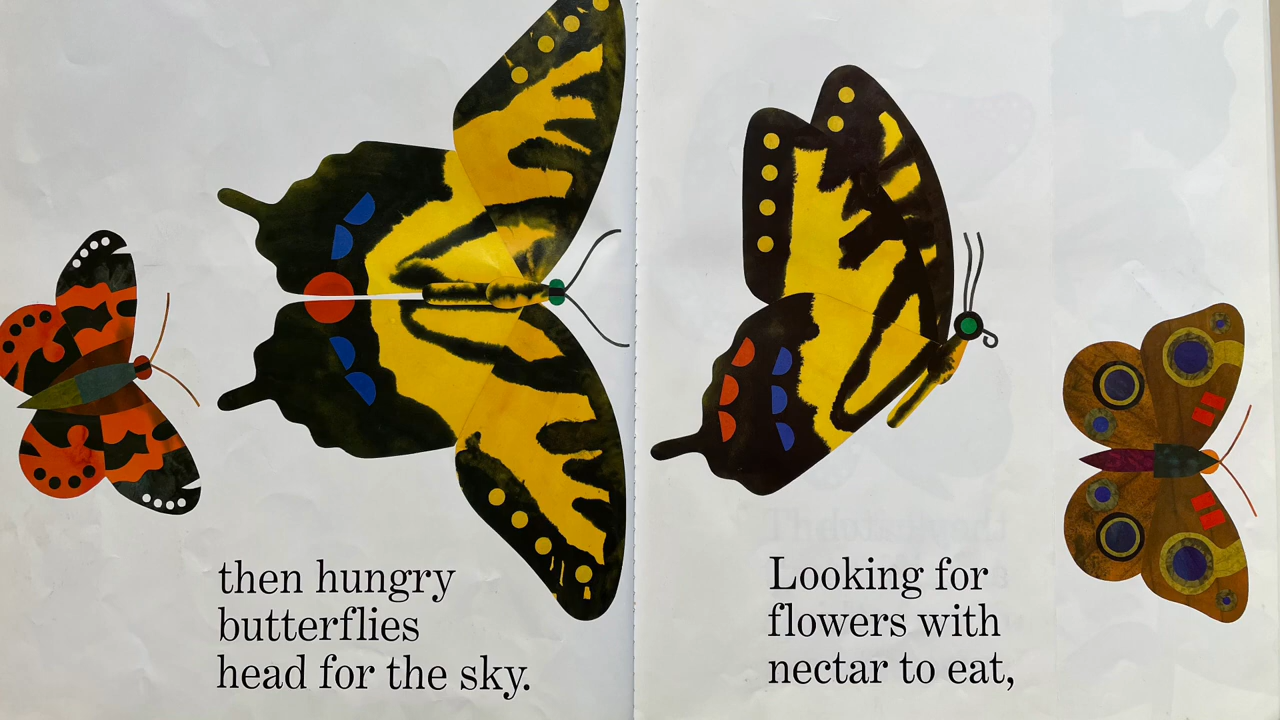 then hungry
butterflies
head for the sky.
Looking for
flowers with
nectar to eat,